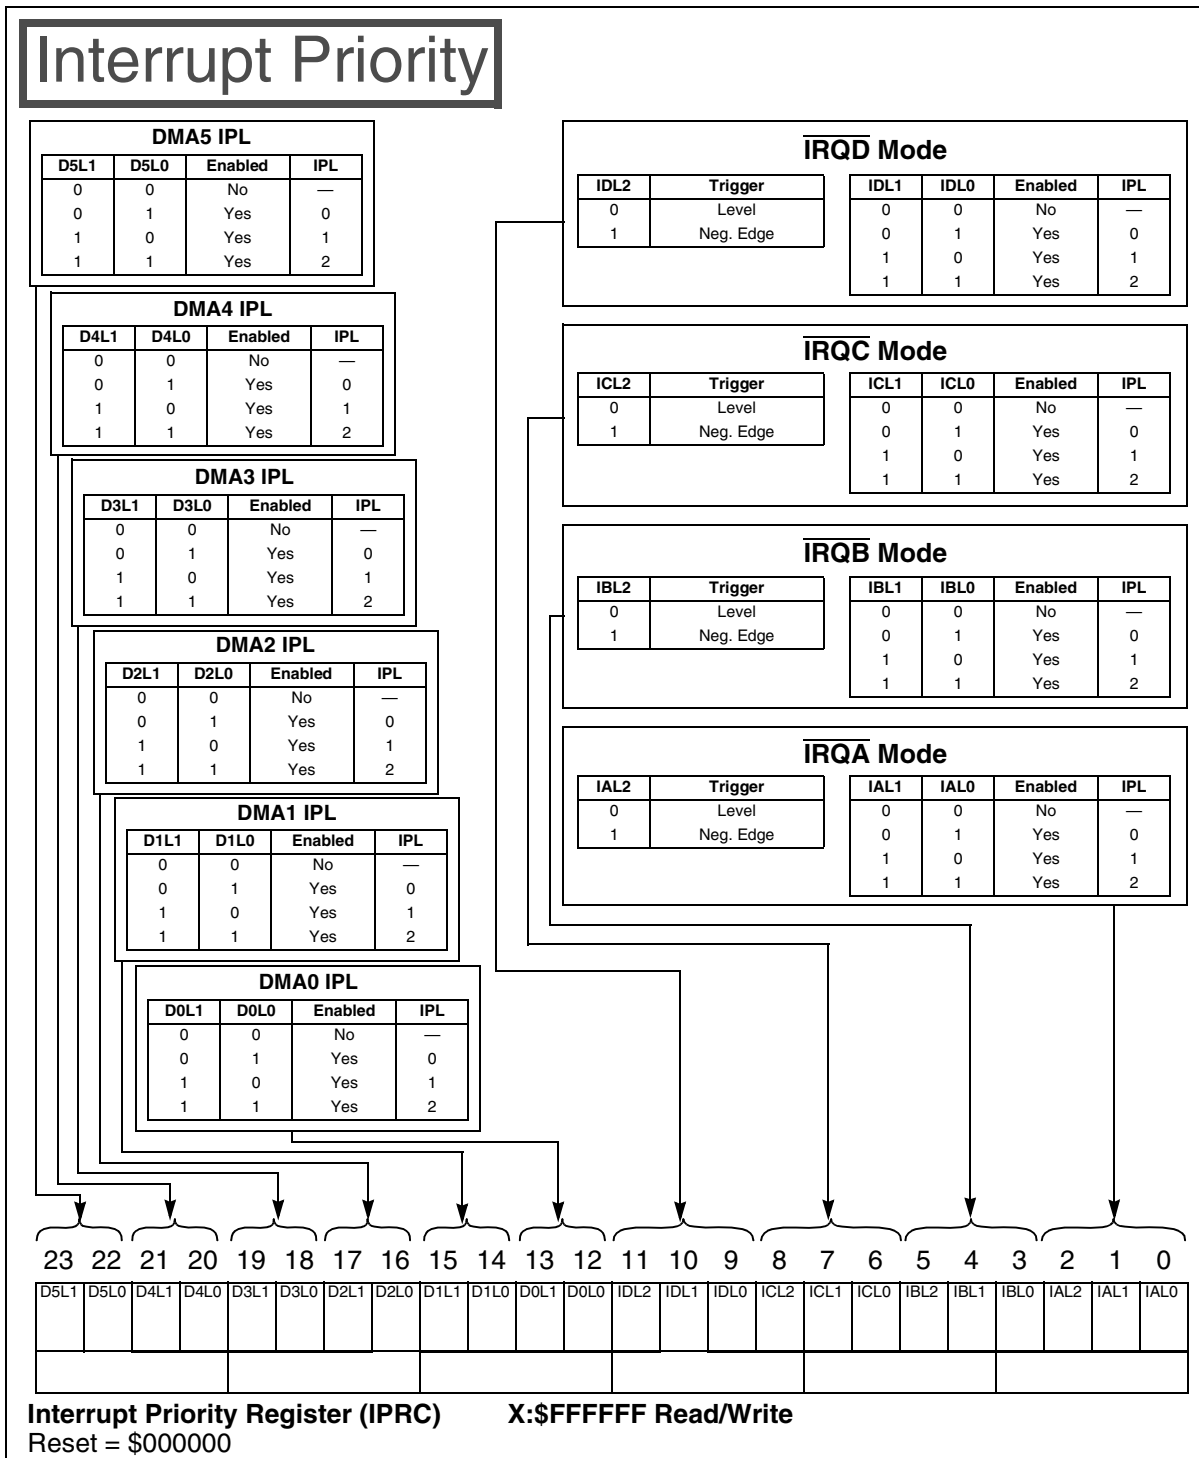 Interrupt Priority
DMA5 IPL
D5L1 D5L0 Enabled IPL
0 0 No —
0 1 Yes 0
1 0 Yes 1
1 1 Yes 2
DMA4 IPL
D4L1 D4L0 Enabled IPL
0 0 No —
0 1 Yes 0
1 0 Yes 1
1 1 Yes 2
DMA3 IPL
D3L1 D3L0 Enabled IPL
0 0 No —
0 1 Yes 0
1 0 Yes 1
1 1 Yes 2
DMA2 IPL
D2L1 D2L0 Enabled IPL
0 0 No —
0 1 Yes 0
1 0 Yes 1
1 1 Yes 2
DMA1 IPL
D1L1 D1L0 Enabled IPL
0 0 No —
0 1 Yes 0
1 0 Yes 1
1 1 Yes 2
DMA0 IPL
D0L1 D0L0 Enabled IPL
0 0 No —
0 1 Yes 0
1 0 Yes 1
1 1 Yes 2
IRQD Mode
IDL2 Trigger IDL1 IDL0 Enabled IPL
0 Level 0 0 No —
1 Neg. Edge 0 1 Yes 0
1 0 Yes 1
1 1 Yes 2
IRQC Mode
ICL2 Trigger ICL1 ICL0 Enabled IPL
0 Level 0 0 No —
1 Neg. Edge 0 1 Yes 0
1 0 Yes 1
1 1 Yes 2
IRQB Mode
IBL2 Trigger IBL1 IBL0 Enabled IPL
0 Level 0 0 No —
1 Neg. Edge 0 1 Yes 0
1 0 Yes 1
1 1 Yes 2
IRQA Mode
IAL2 Trigger IAL1 IAL0 Enabled IPL
0 Level 0 0 No —
1 Neg. Edge 0 1 Yes 0
1 0 Yes 1
1 1 Yes 2
23 22 21 20 19 18 17 16 15 14 13 12 11 10 9 8 7 6 5 4 3 2 1 0
D5L1 D5L0 D4L1 D4L0 D3L1 D3L0 D2L1 D2L0 D1L1 D1L0 D0L1 D0L0 IDL2 IDL1 IDL0 ICL2 ICL1 ICL0 IBL2 IBL1 IBL0 IAL2 IAL1 IAL0
Interrupt Priority Register (IPRC) X:$FFFFFF Read/Write
Reset = $000000